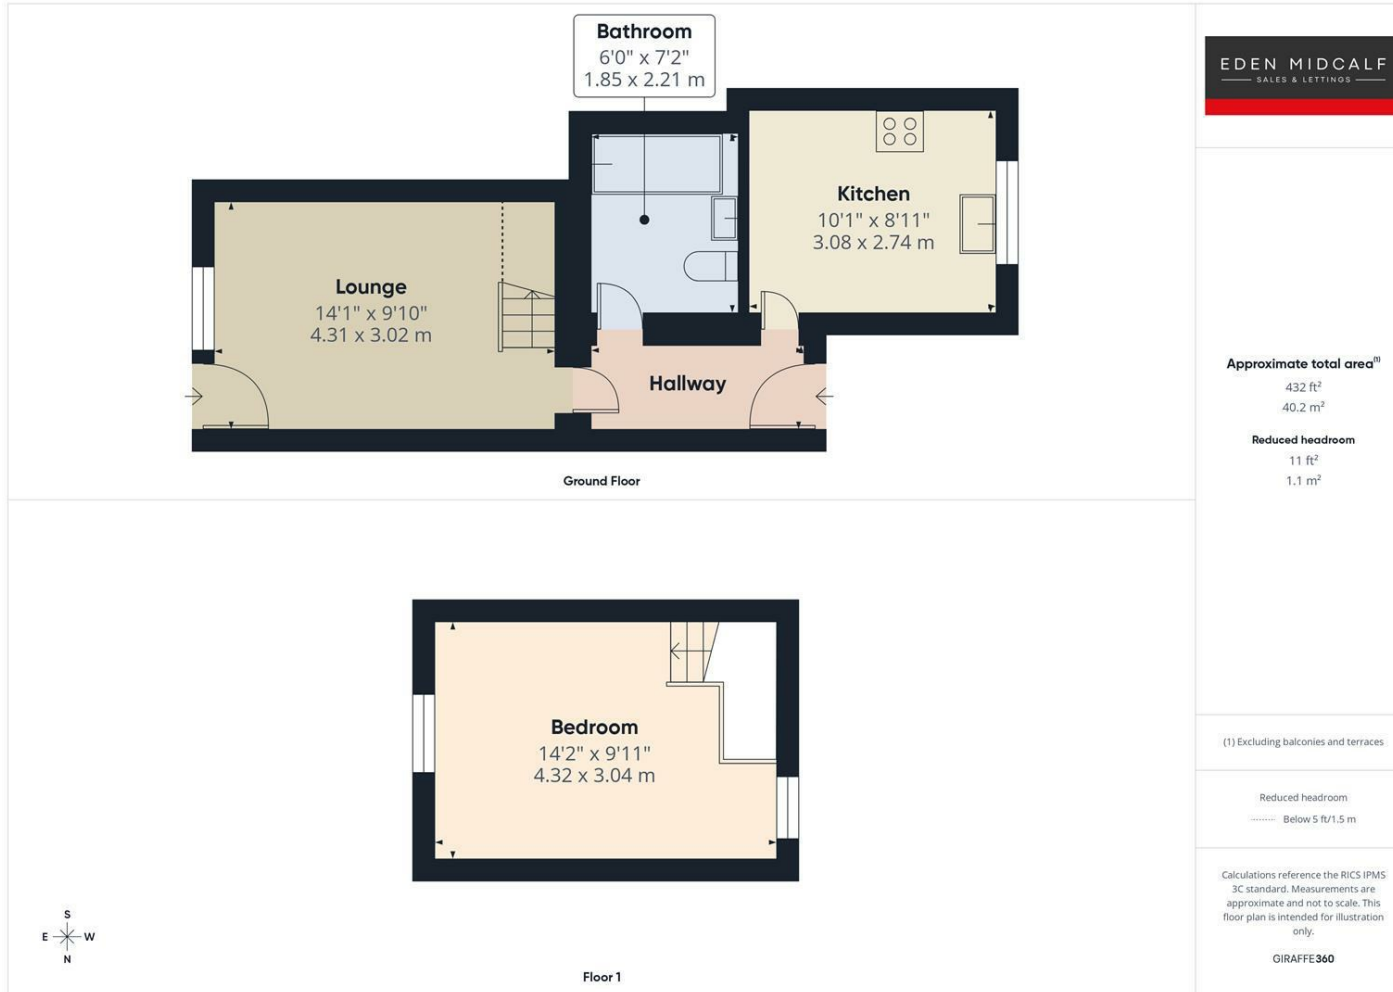 Bathroom
6'0" x 7'2"
1.85 x 2.21 m
Kitchen
10'1" x 8'11"
3.08 x 2.74 m
Lounge
14'1" x 9'10"
4.31 x 3.02 m
Hallway
Ground Floor
Bedroom
14'2" x 9'11"
4.32 x 3.04 m
S
E W
N
Floor 1
EDEN MIDCALF
SALES & LETTINGS
Approximate total area(1)
432 ft²
40.2 m²
Reduced headroom
11 ft²
1.1 m²
(1) Excluding balconies and terraces
Reduced headroom
Below 5 ft/1.5 m
Calculations reference the RICS IPMS
3C standard. Measurements are
approximate and not to scale. This
floor plan is intended for illustration
only.
GIRAFFE360